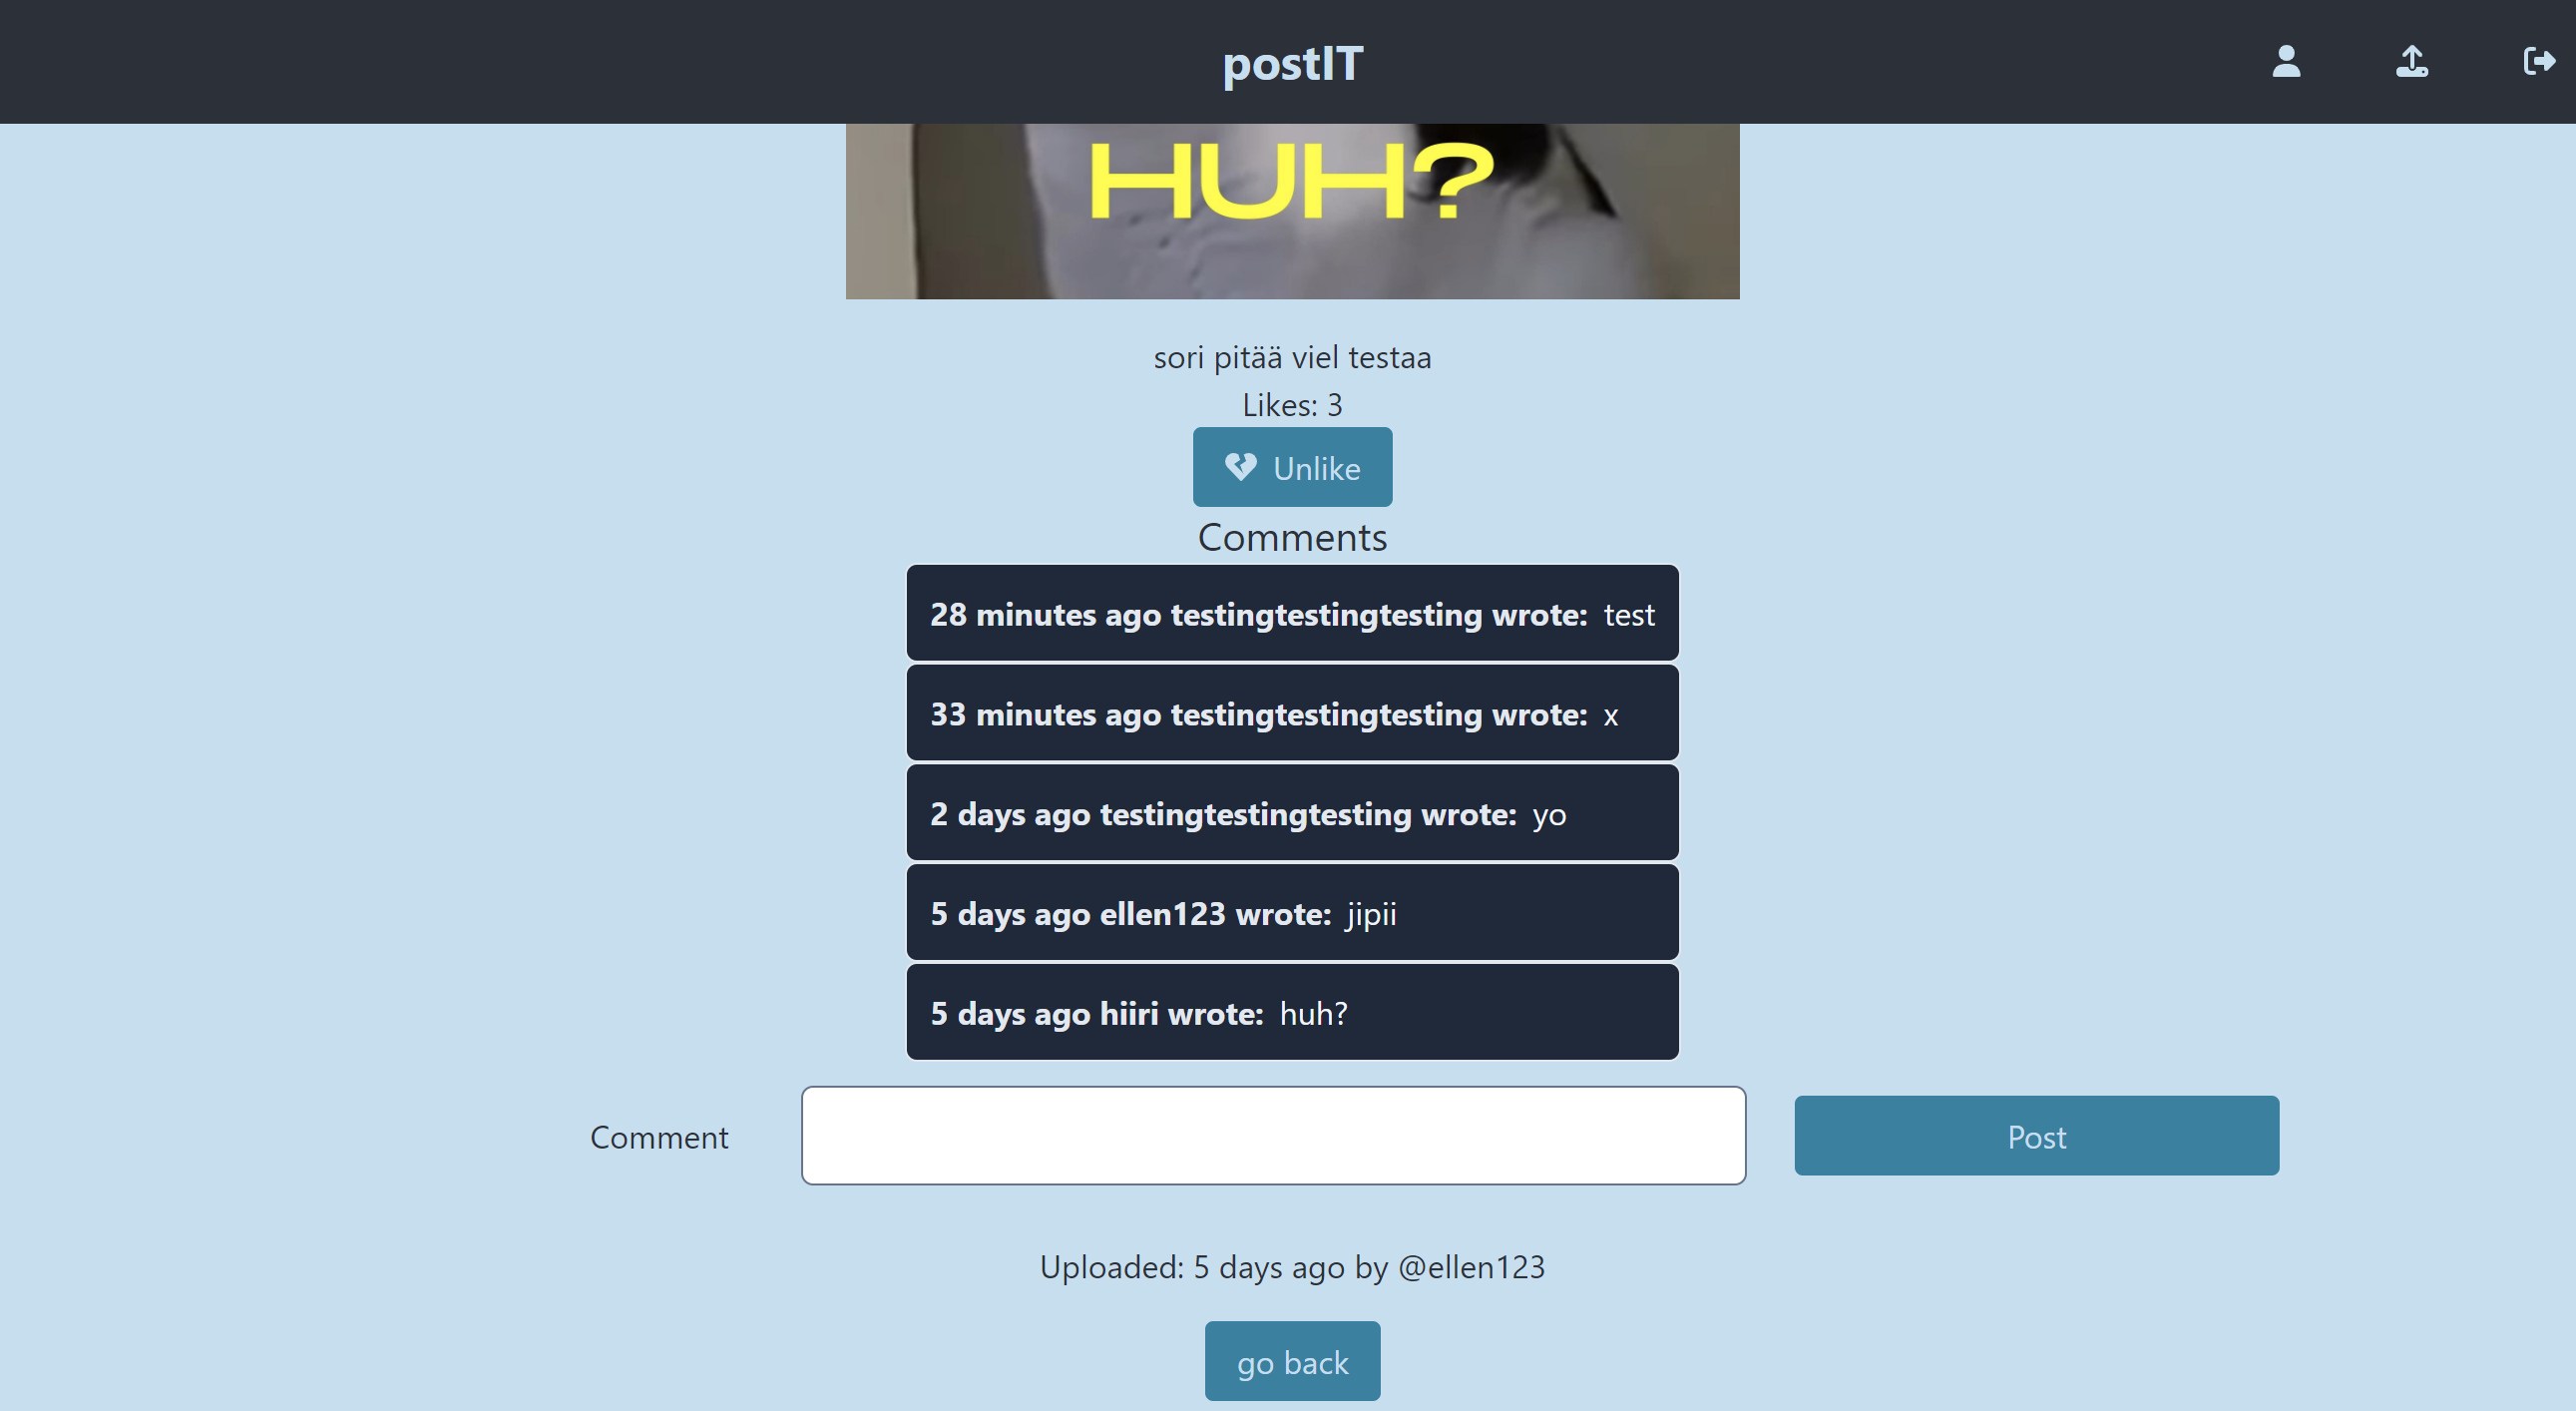 postIT
HUH?
sori pitää viel testaa
Likes: 3
Unlike
Comments
28 minutes ago testingtestingtesting wrote: test
33 minutes ago testingtestingtesting wrote: x
2 days ago testingtestingtesting wrote: yo
5 days ago ellen123 wrote: jipii
5 days ago hiiri wrote: huh?
Comment
Post
Uploaded: 5 days ago by @ellen123
go back